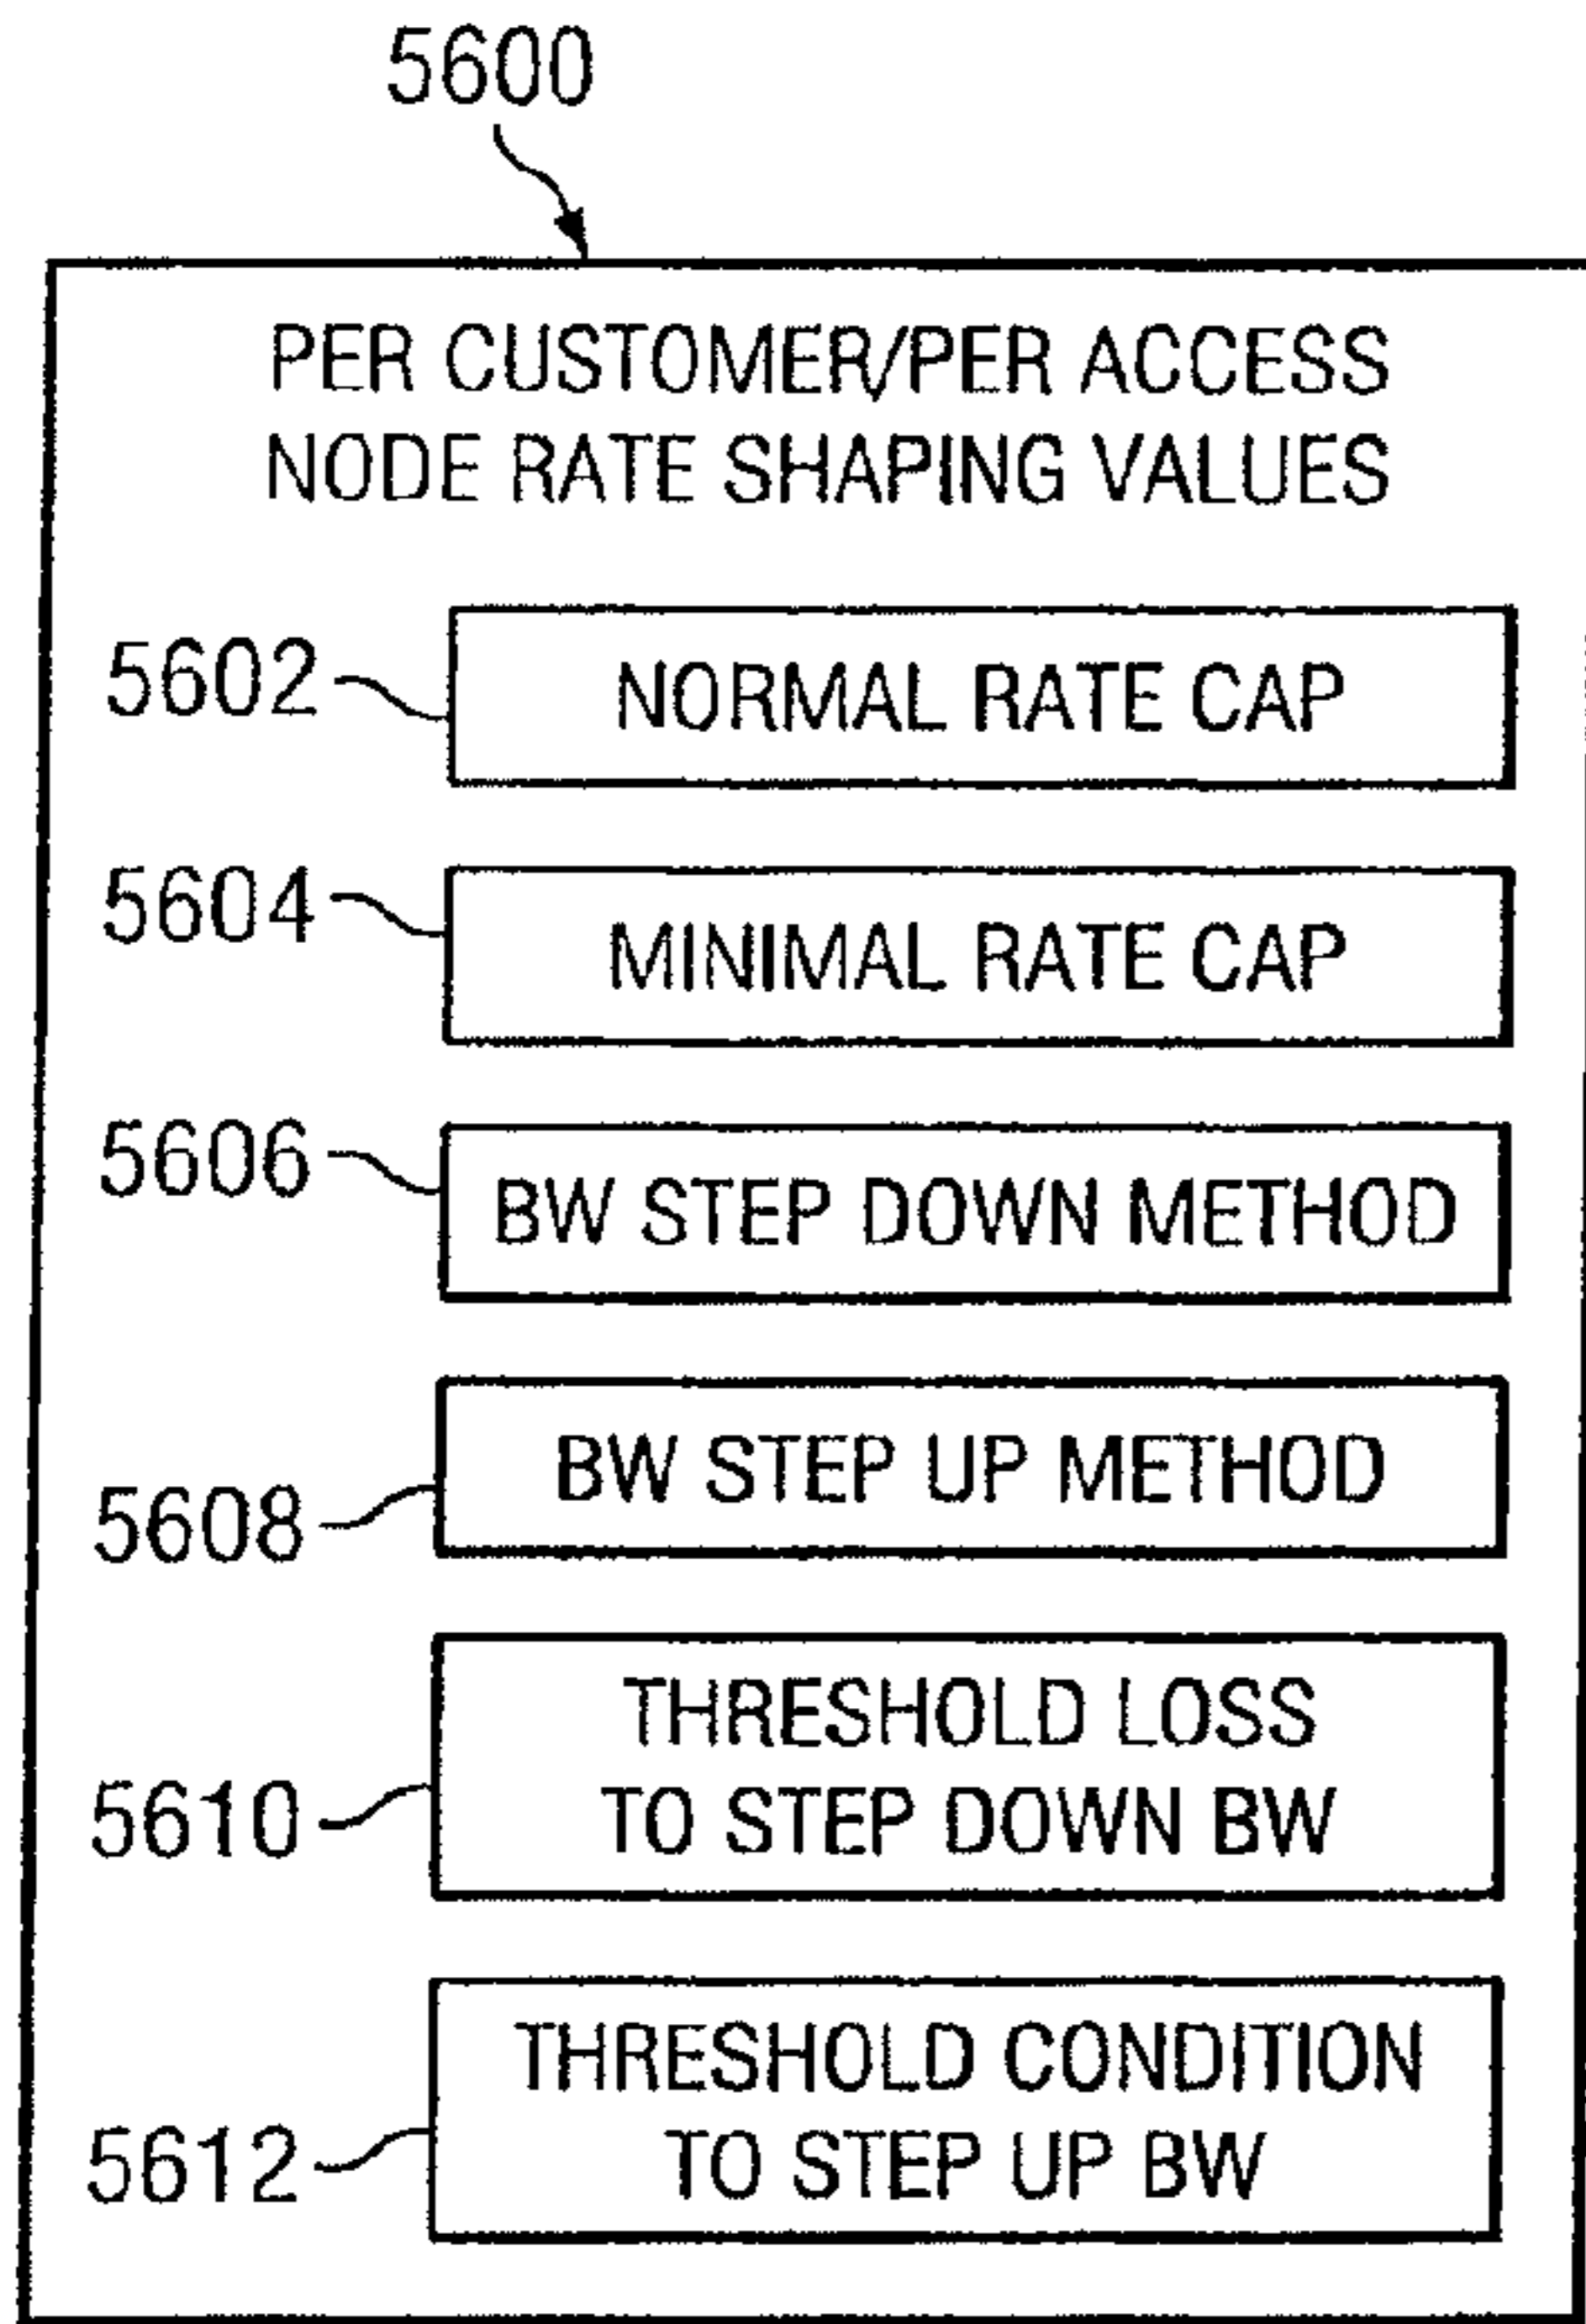 5600
PER CUSTOMER/PER ACCESS
NODE RATE SHAPING VALUES
5602
NORMAL RATE CAP
5604
MINIMAL RATE CAP
5606
BW STEP DOWN METHOD
BW STEP UP METHOD
5608
THRESHOLD LOSS
TO STEP DOWN BW
5610
THRESHOLD CONDITION
TO STEP UP BW
5612